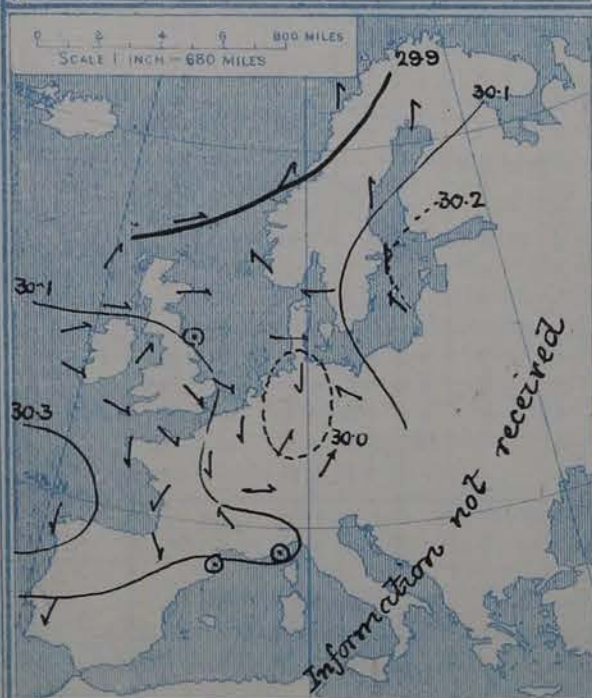 0 2 4 6 800 MILES
SCALE 1 INCH = 680 MILES
29.9
30.1
30.2
30.1
30.3
30.0
Information not received